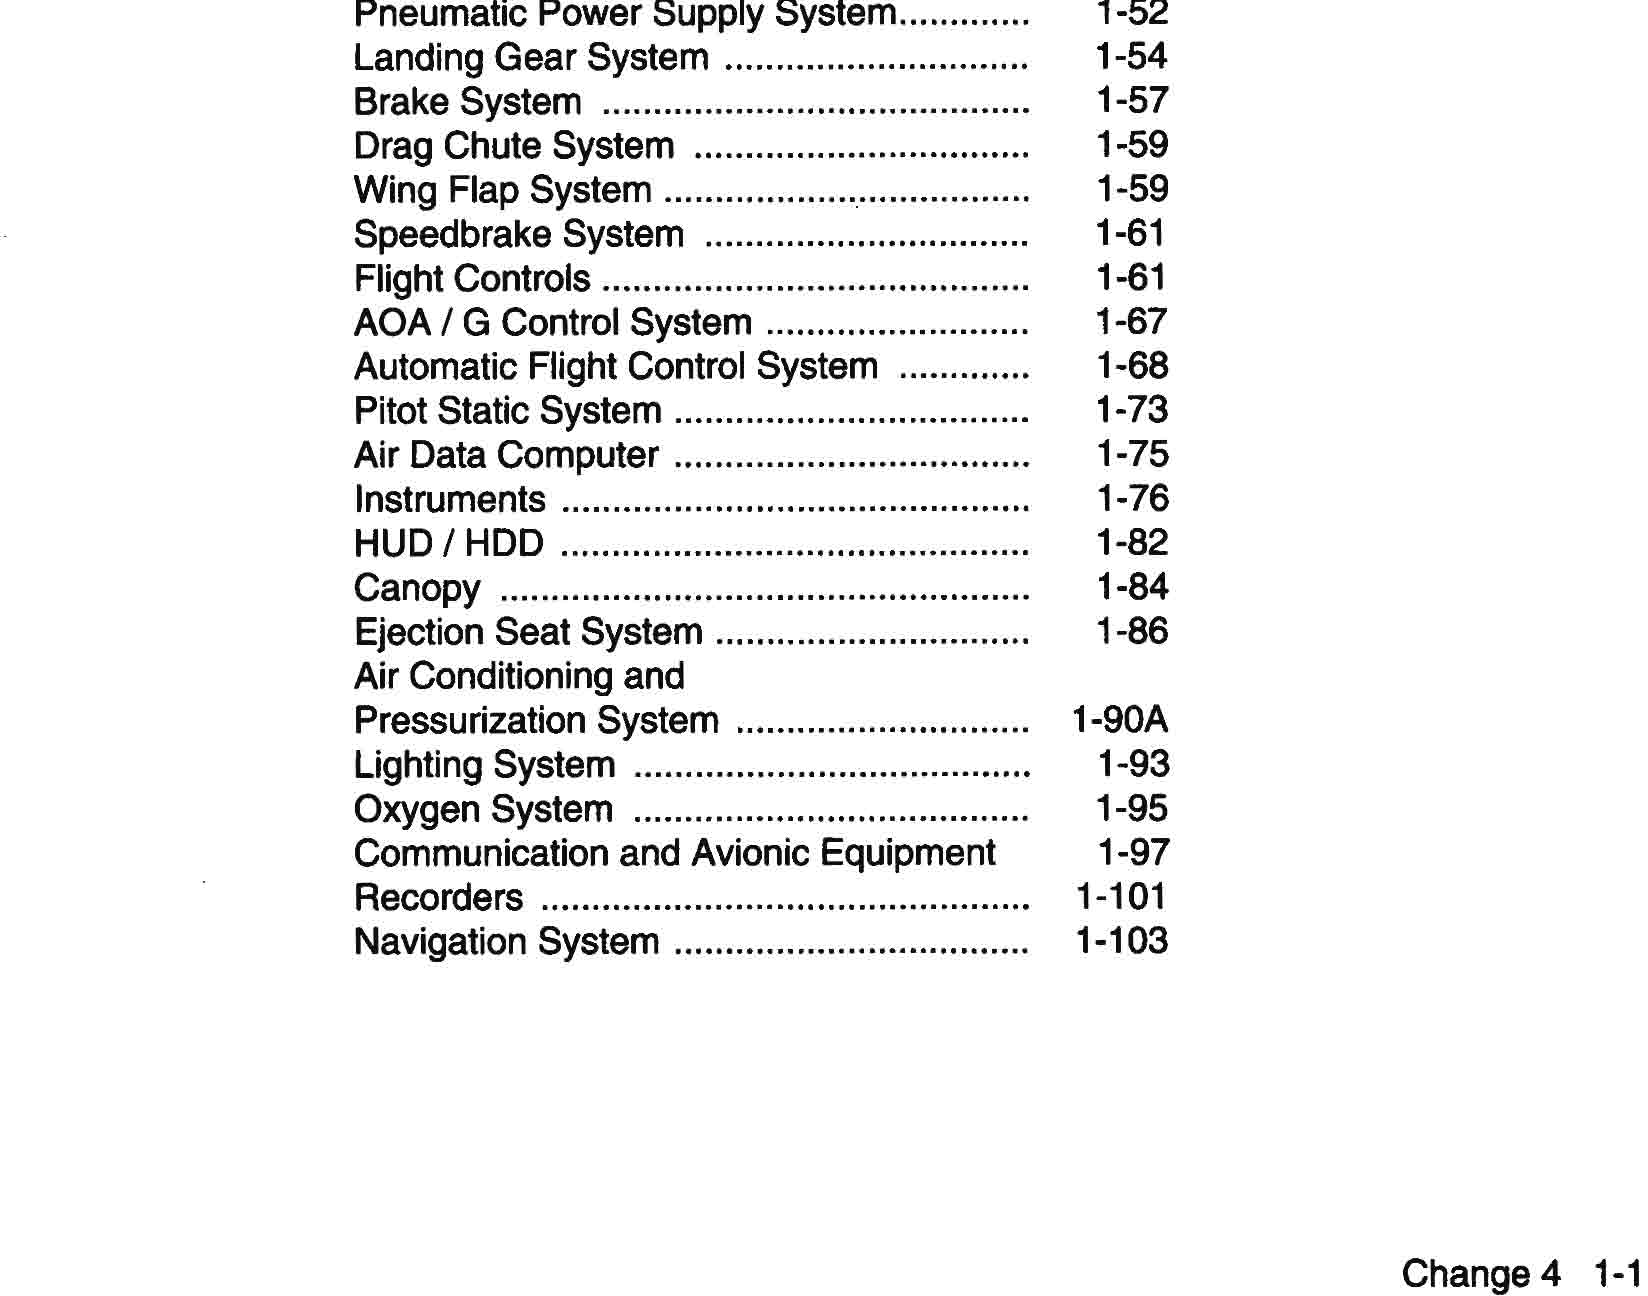 Pneumatic Power Supply System............. 1-52
Landing Gear System .............................. 1-54
Brake System .......................................... 1-57
Drag Chute System ................................. 1-59
Wing Flap System .................................... 1-59
Speedbrake System ................................ 1-61
Flight Controls .......................................... 1-61
AOA / G Control System .......................... 1-67
Automatic Flight Control System ............. 1-68
Pitot Static System ................................... 1-73
Air Data Computer ................................... 1-75
Instruments .............................................. 1-76
HUD / HDD .............................................. 1-82
Canopy .................................................... 1-84
Ejection Seat System ............................... 1-86
Air Conditioning and
Pressurization System ............................. 1-90A
Lighting System ....................................... 1-93
Oxygen System ....................................... 1-95
Communication and Avionic Equipment 1-97
Recorders ................................................ 1-101
Navigation System ................................... 1-103
Change 4 1-1